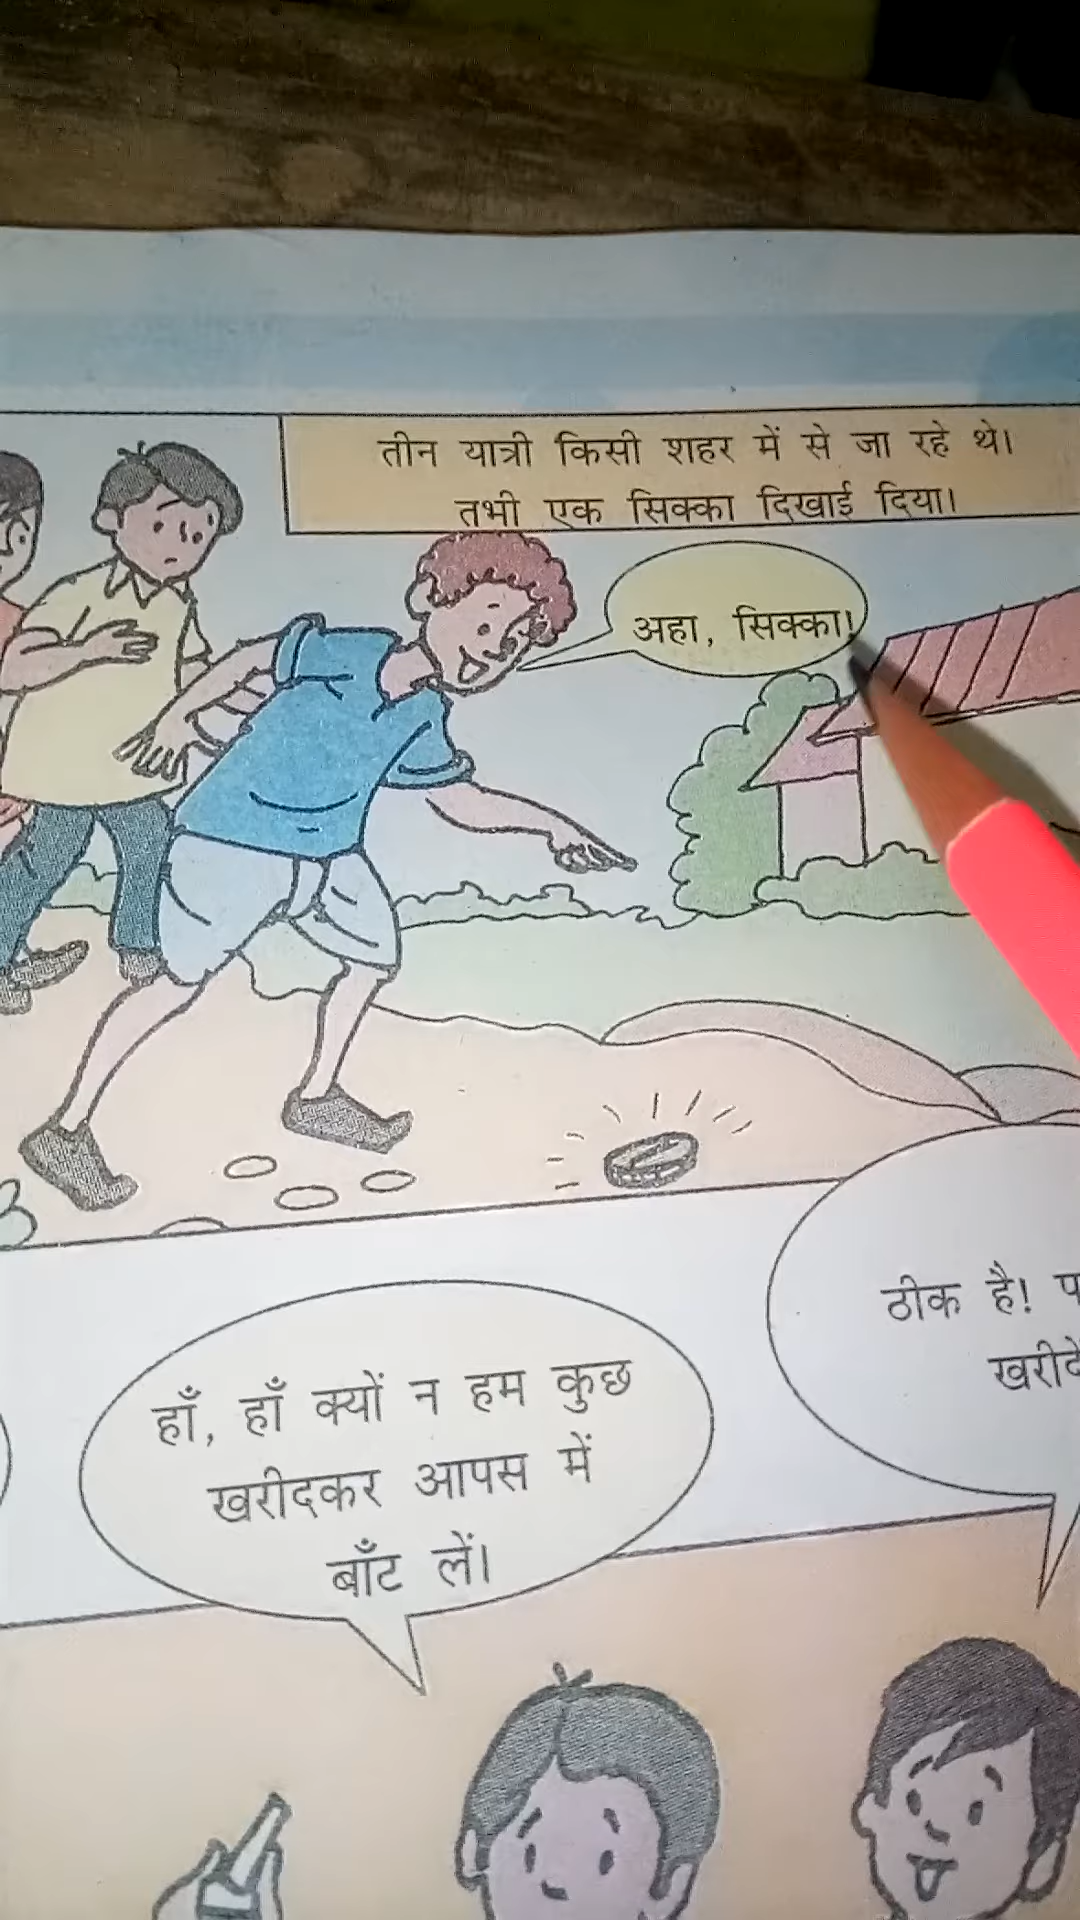 तीन यात्री किसी शहर में से जा रहे थे।
तभी एक सिक्का दिखाई दिया।
अहा, सिक्का!
हाँ, हाँ क्यों न हम कुछ
खरीदकर आपस में
बाँट लें।
ठीक है!